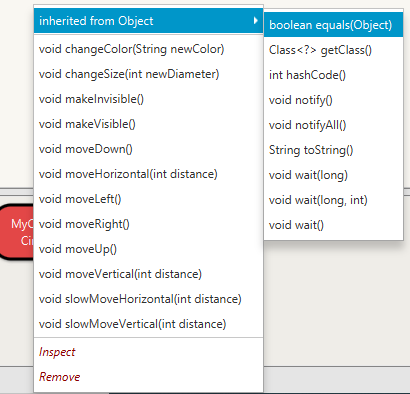 inherited from Object
void changeColor(String newColor)
void changeSize(int newDiameter)
void makeInvisible()
void makeVisible()
void moveDown()
void moveHorizontal(int distance)
void moveLeft()
void moveRight()
void moveUp()
void moveVertical(int distance)
void slowMoveHorizontal(int distance)
void slowMoveVertical(int distance)
Inspect
Remove
boolean equals(Object)
Class<?> getClass()
int hashCode()
void notify()
void notifyAll()
String toString()
void wait(long)
void wait(long, int)
void wait()